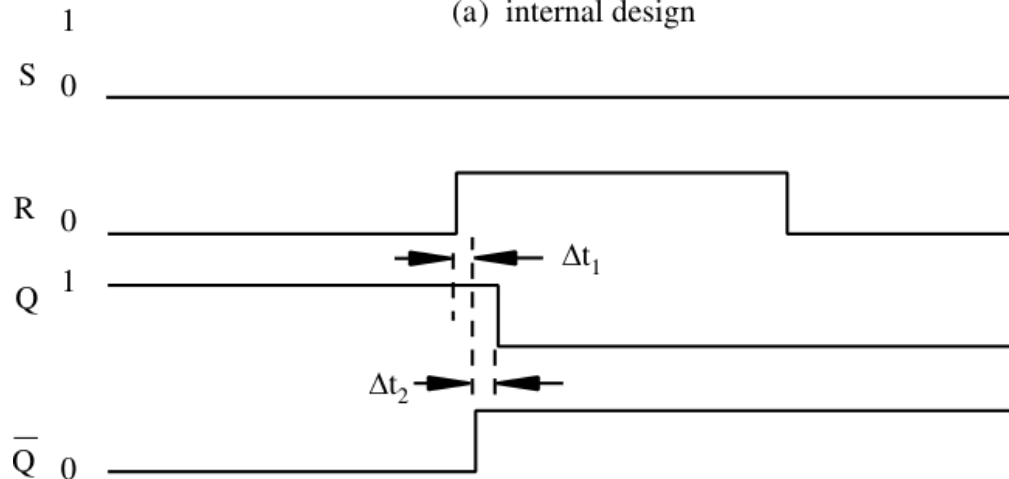 (a) internal design
1
S 0
R 0
Δt₁
Q 1
Δt₂
Q̅ 0